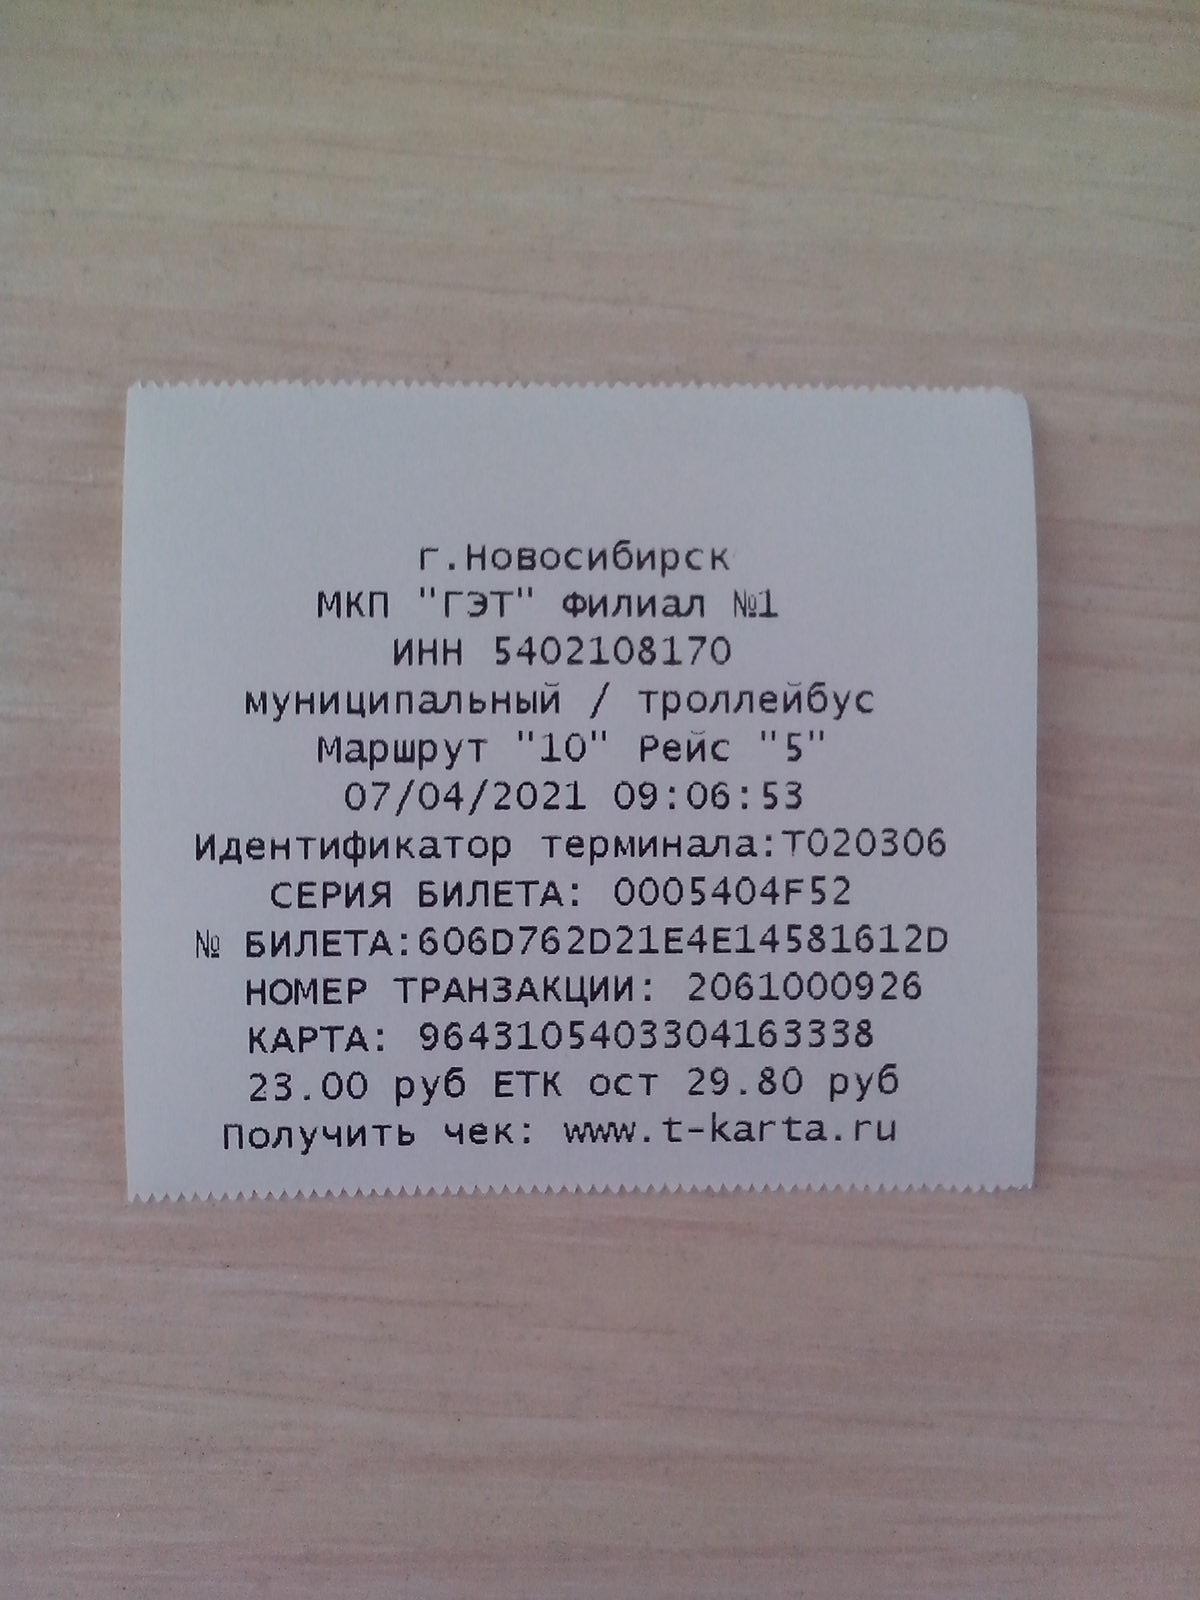 г.Новосибирск
МКП "ГЭТ" Филиал №1
ИНН 5402108170
муниципальный / троллейбус
Маршрут "10" Рейс "5"
07/04/2021 09:06:53
Идентификатор терминала:T020306
СЕРИЯ БИЛЕТА: 0005404F52
№ БИЛЕТА:606D762D21E4E14581612D
НОМЕР ТРАНЗАКЦИИ: 2061000926
КАРТА: 9643105403304163338
23.00 руб ЕТК ост 29.80 руб
Получить чек: www.t-karta.ru